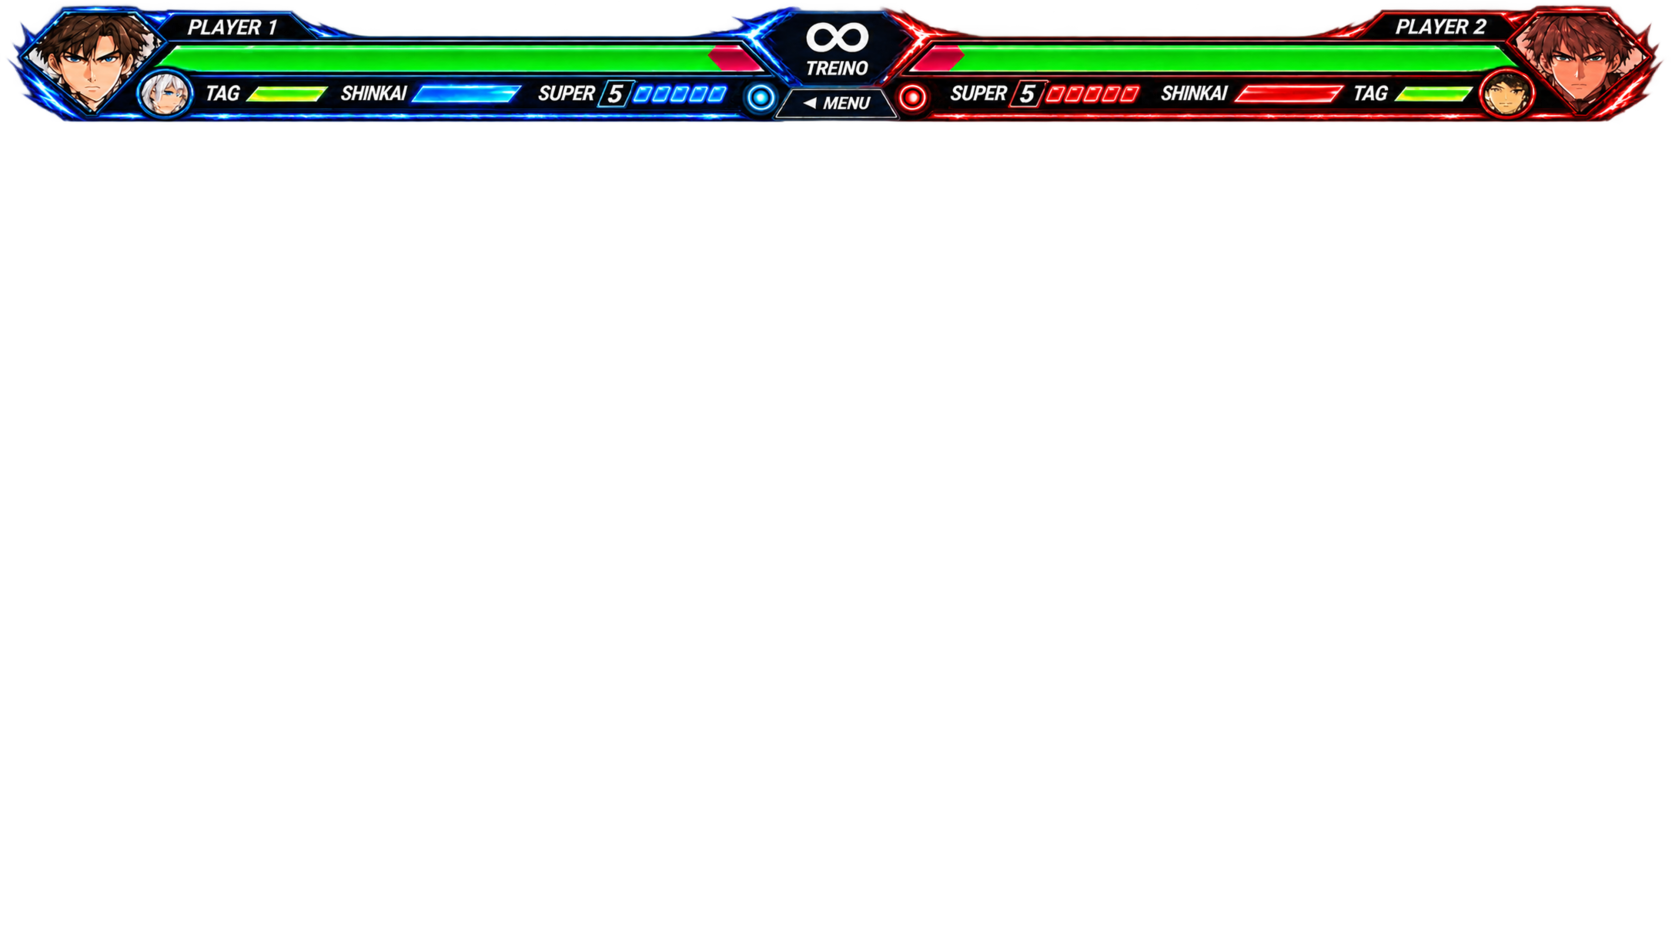 PLAYER 1
∞
TREINO
PLAYER 2
TAG
SHINKAI
SUPER 5
◄ MENU
SUPER 5
SHINKAI
TAG